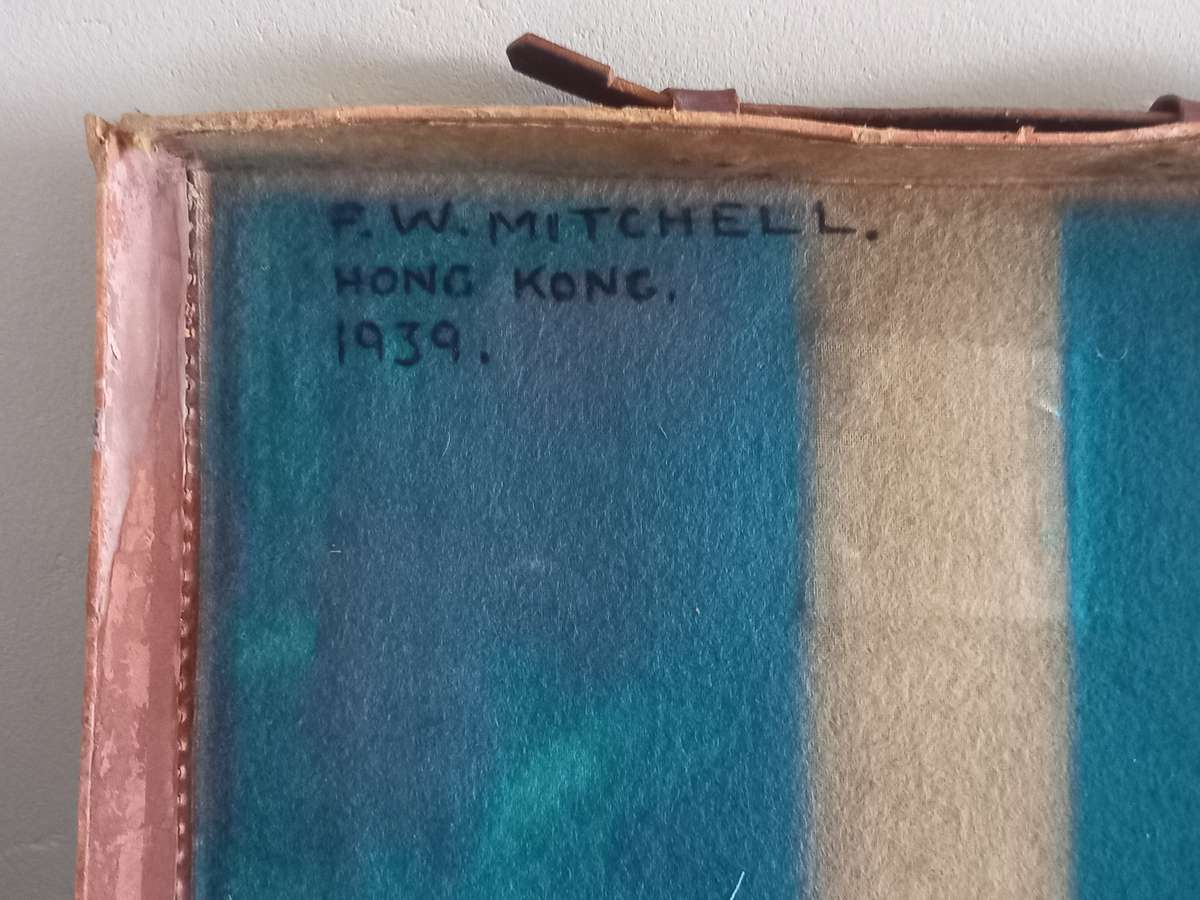 F. W. MITCHELL.
HONG KONG.
1939.